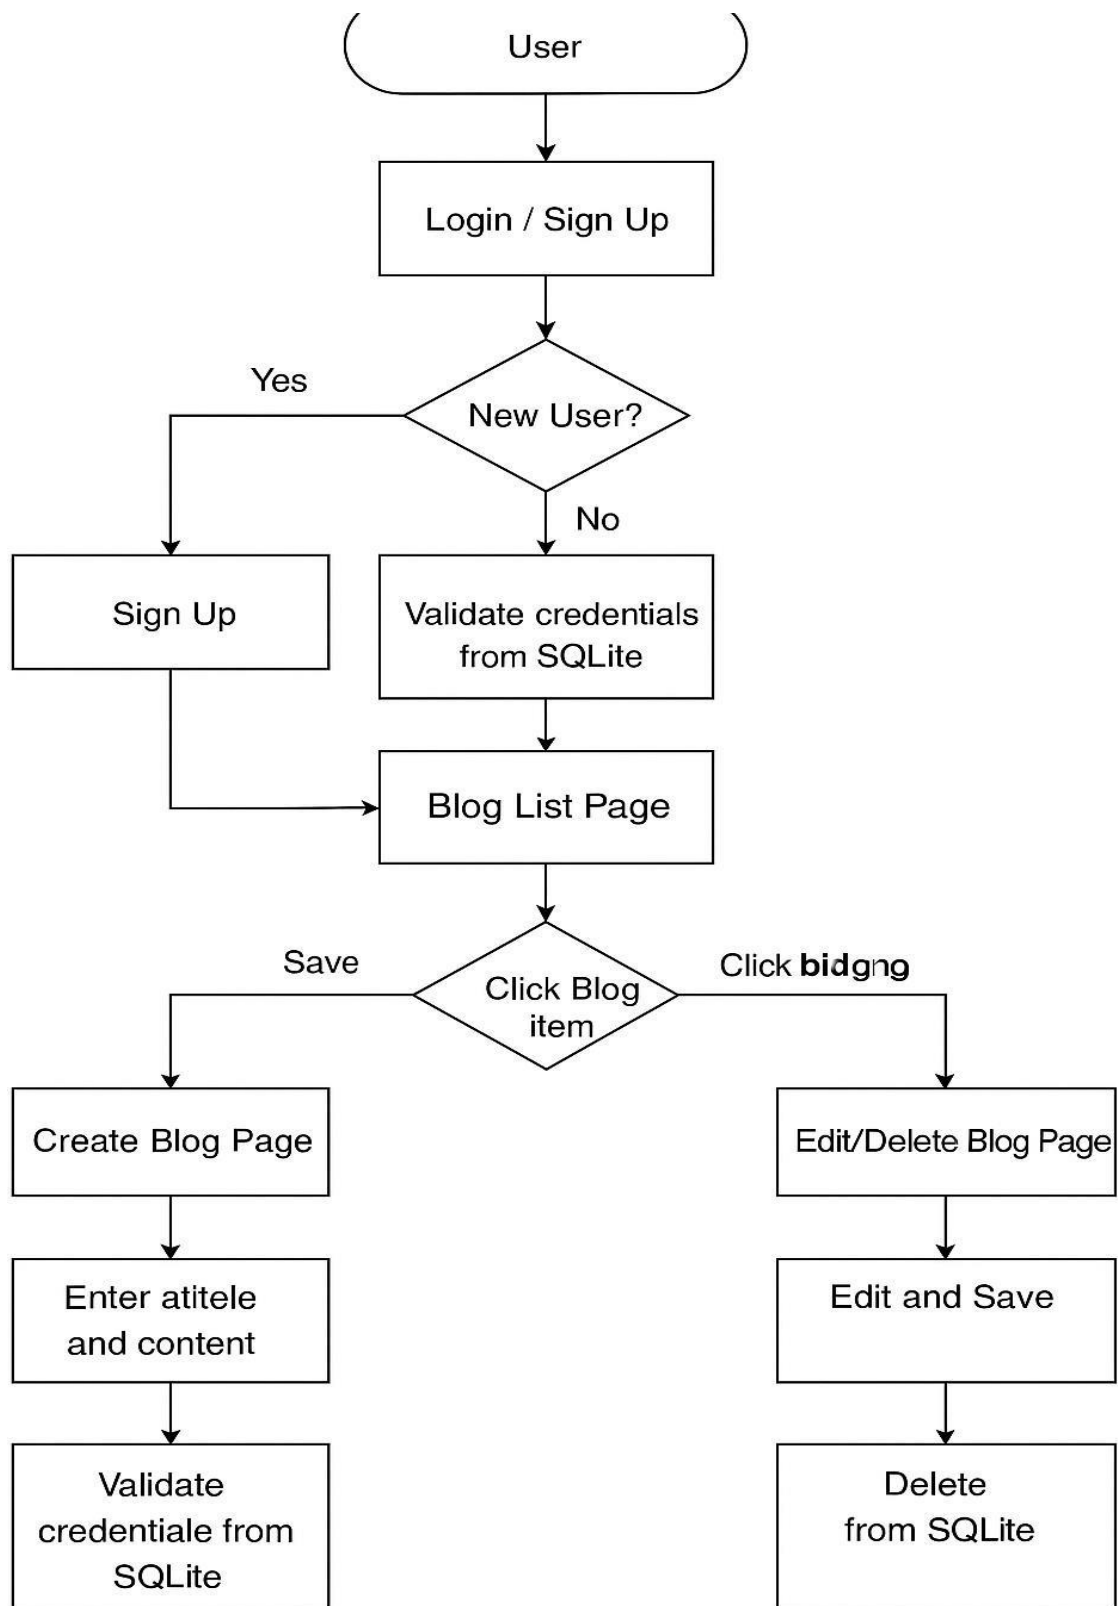 User
Login / Sign Up
Yes
New User?
No
Sign Up
Validate credentials
from SQLite
Blog List Page
Save
Click
Click Blog
item
Create Blog Page
Edit/Delete Blog Page
Enter atitele
and content
Edit and Save
Validate
credentiale from
SQLite
Delete
from SQLite